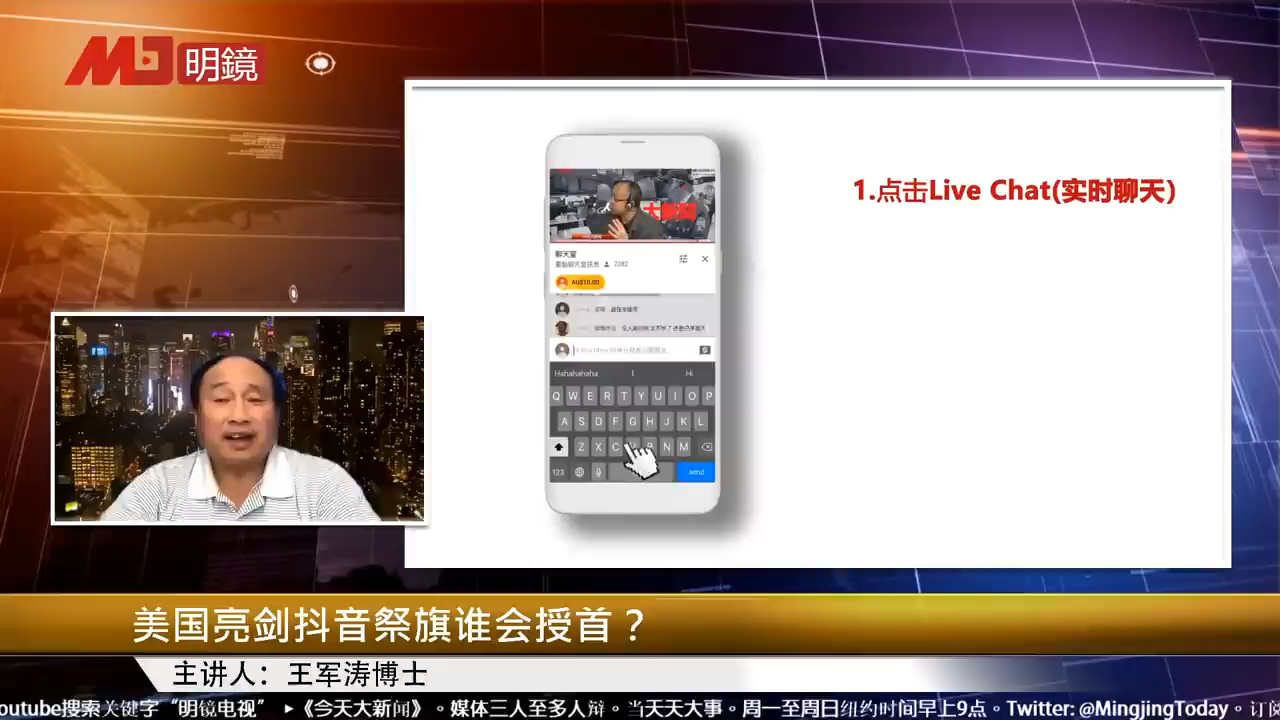 明鏡
1.点击Live Chat(实时聊天)
大新聞
聊天室
2282
AU$10.00
Hahahahaha I Hi
Q W E R T Y U I O P
A S D F G H J K L
Z X C V B N M
123 send
美国亮剑抖音祭旗谁会授首？
主讲人：王军涛博士
outube搜索关键字“明镜电视” ▶《今天大新闻》。媒体三人至多人辩。当天天大事。周一至周日纽约时间早上9点。Twitter: @MingjingToday。订阅